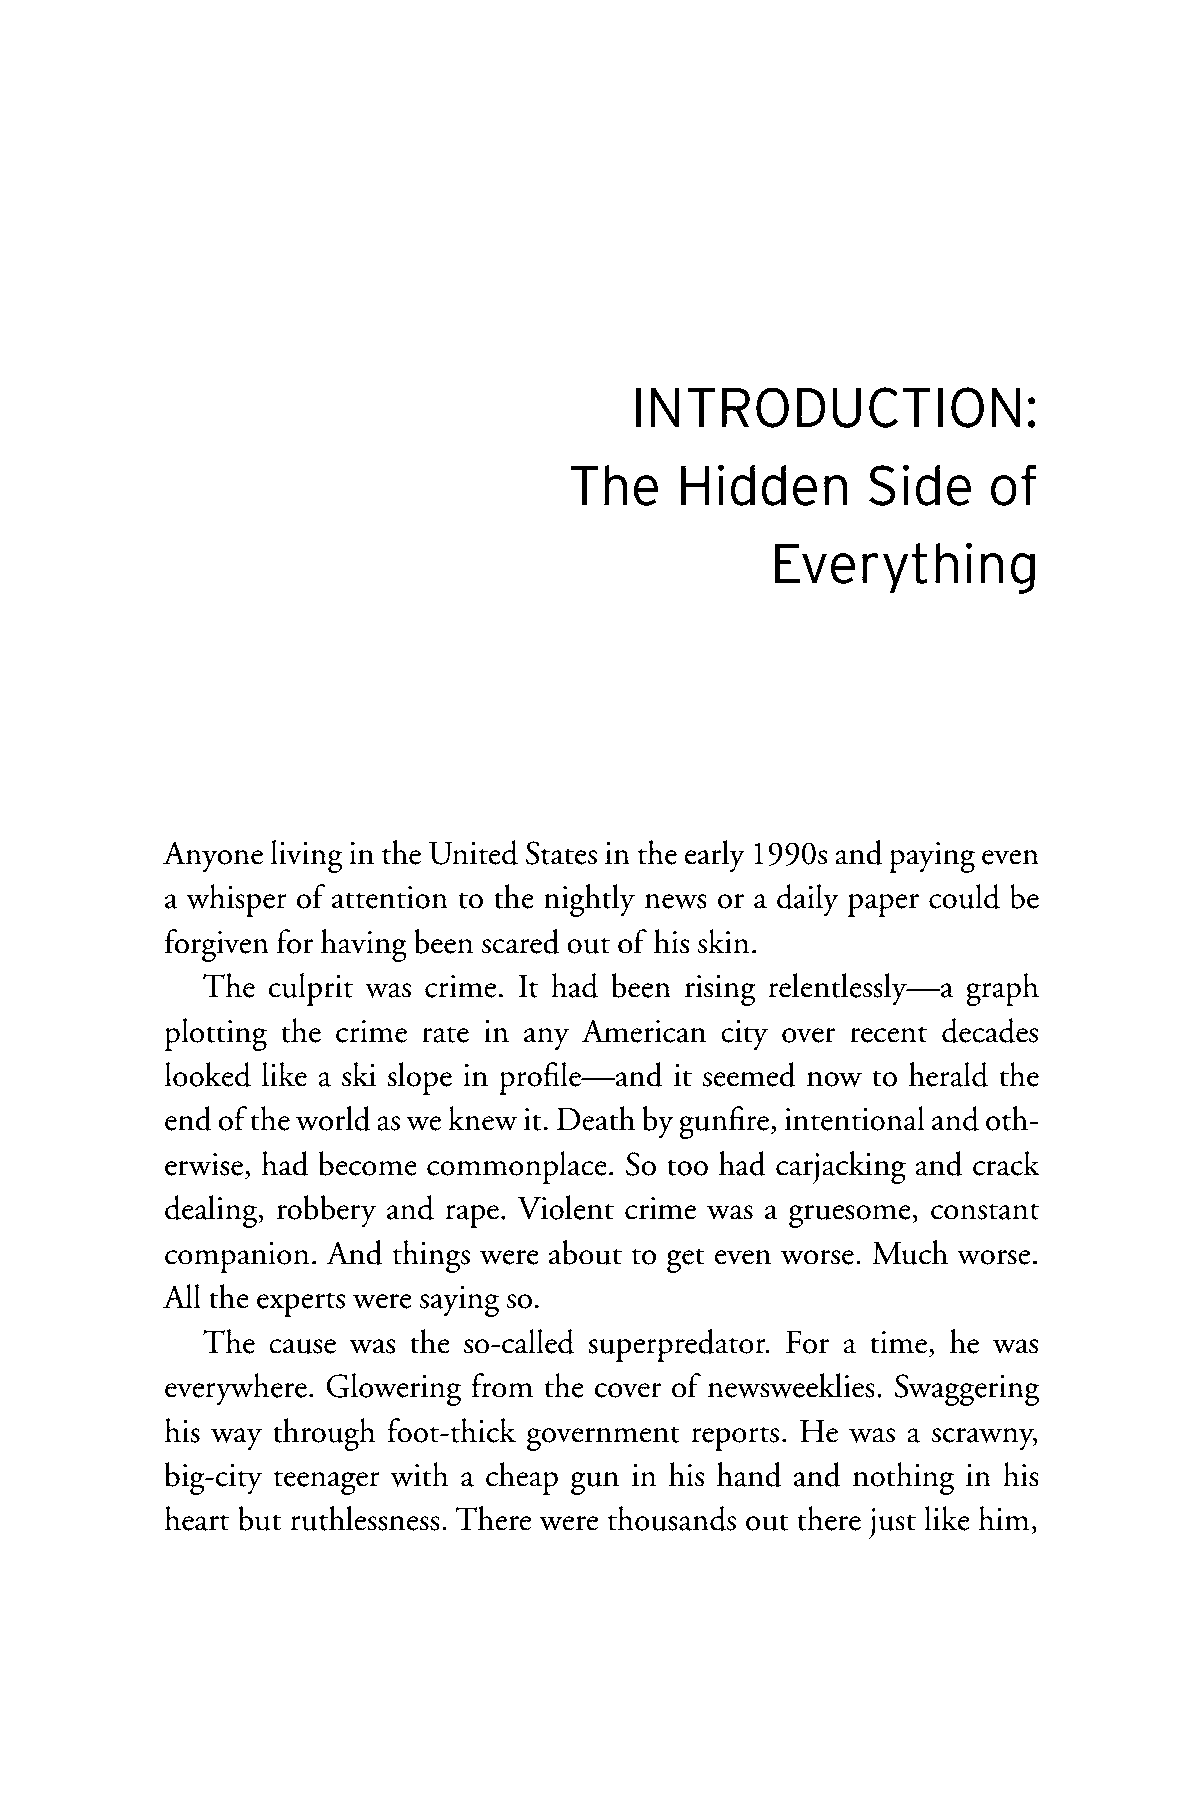 INTRODUCTION:
The Hidden Side of
Everything
Anyone living in the United States in the early 1990s and paying even
a whisper of attention to the nightly news or a daily paper could be
forgiven for having been scared out of his skin.
The culprit was crime. It had been rising relentlessly—a graph
plotting the crime rate in any American city over recent decades
looked like a ski slope in profile—and it seemed now to herald the
end of the world as we knew it. Death by gunfire, intentional and oth-
erwise, had become commonplace. So too had carjacking and crack
dealing, robbery and rape. Violent crime was a gruesome, constant
companion. And things were about to get even worse. Much worse.
All the experts were saying so.
The cause was the so-called superpredator. For a time, he was
everywhere. Glowering from the cover of newsweeklies. Swaggering
his way through foot-thick government reports. He was a scrawny,
big-city teenager with a cheap gun in his hand and nothing in his
heart but ruthlessness. There were thousands out there just like him,